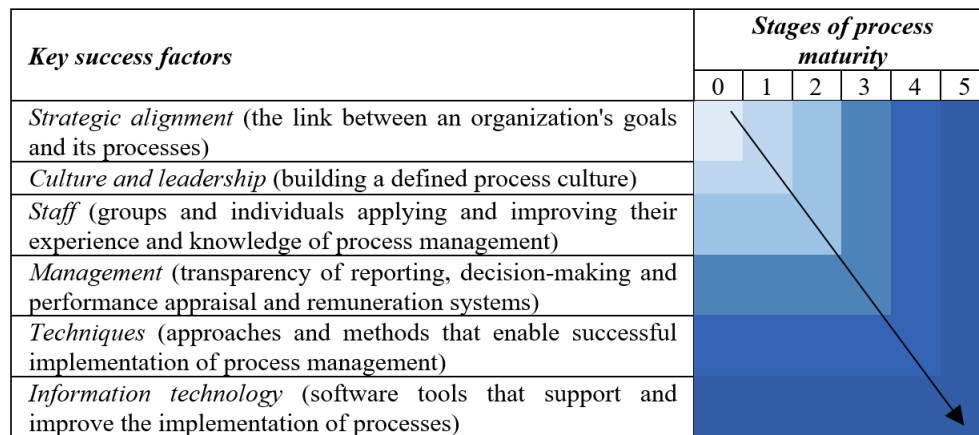 Key success factors
Stages of process
maturity
0 1 2 3 4 5
Strategic alignment (the link between an organization's goals
and its processes)
Culture and leadership (building a defined process culture)
Staff (groups and individuals applying and improving their
experience and knowledge of process management)
Management (transparency of reporting, decision-making and
performance appraisal and remuneration systems)
Techniques (approaches and methods that enable successful
implementation of process management)
Information technology (software tools that support and
improve the implementation of processes)